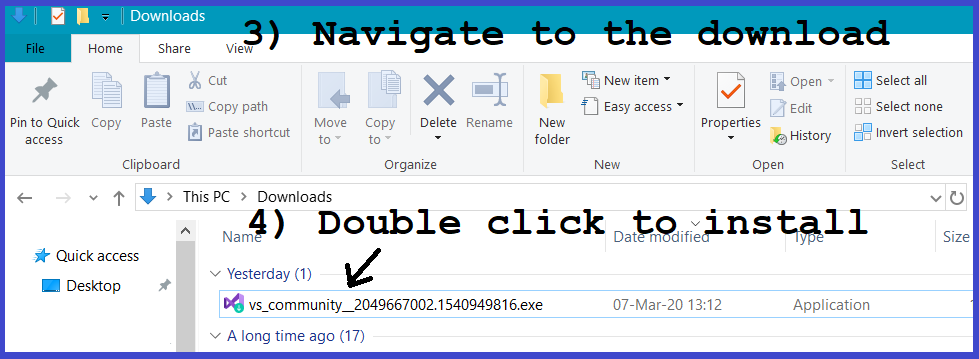 Downloads
3) Navigate to the download
File Home Share View
Pin to Quick access
Copy
Paste
Cut
Copy path
Paste shortcut
Clipboard
Move to
Copy to
Delete
Rename
Organize
New folder
New item
Easy access
New
Properties
Open
Edit
History
Open
Select all
Select none
Invert selection
Select
This PC > Downloads
4) Double click to install
Name Date modified Type Size
Quick access
Desktop
Yesterday (1)
vs_community__2049667002.1540949816.exe 07-Mar-20 13:12 Application
A long time ago (17)